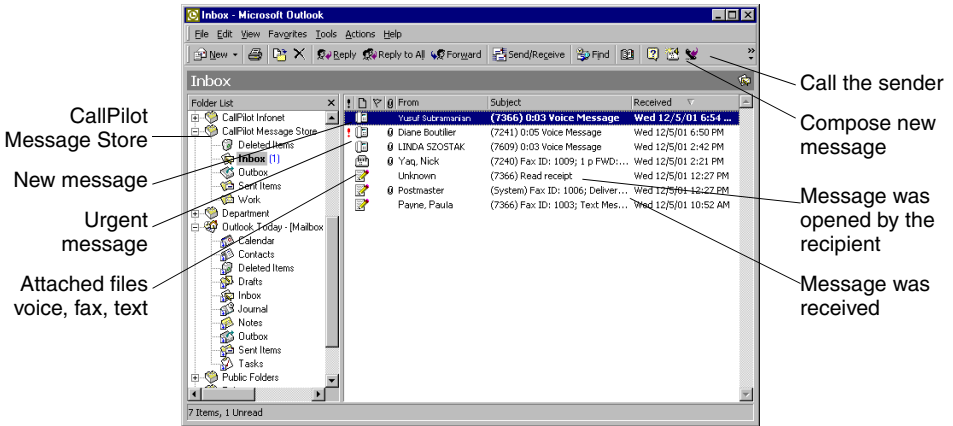 Inbox - Microsoft Outlook
File Edit View Favorites Tools Actions Help
New Reply Reply to All Forward Send/Receive Find
Inbox
Folder List
CallPilot Infonet
CallPilot Message Store
Deleted Items
Inbox (1)
Outbox
Sent Items
Work
Department
Outlook Today - [Mailbox
Calendar
Contacts
Deleted Items
Drafts
Inbox
Journal
Notes
Outbox
Sent Items
Tasks
Public Folders
! From Subject Received
Yusuf Subramanian (7366) 0:03 Voice Message Wed 12/5/01 6:54 ...
! Diane Boutilier (7241) 0:05 Voice Message Wed 12/5/01 6:50 PM
LINDA SZOSTAK (7609) 0:03 Voice Message Wed 12/5/01 2:42 PM
Yaq, Nick (7240) Fax ID: 1009; 1 p FWD:... Wed 12/5/01 2:21 PM
Unknown (7366) Read receipt Wed 12/5/01 12:27 PM
Postmaster (System) Fax ID: 1006; Deliver... Wed 12/5/01 12:27 PM
Payne, Paula (7366) Fax ID: 1003; Text Mes... Wed 12/5/01 10:52 AM
7 Items, 1 Unread
CallPilot
Message Store
New message
Urgent
message
Attached files
voice, fax, text
Call the sender
Compose new
message
Message was
opened by the
recipient
Message was
received